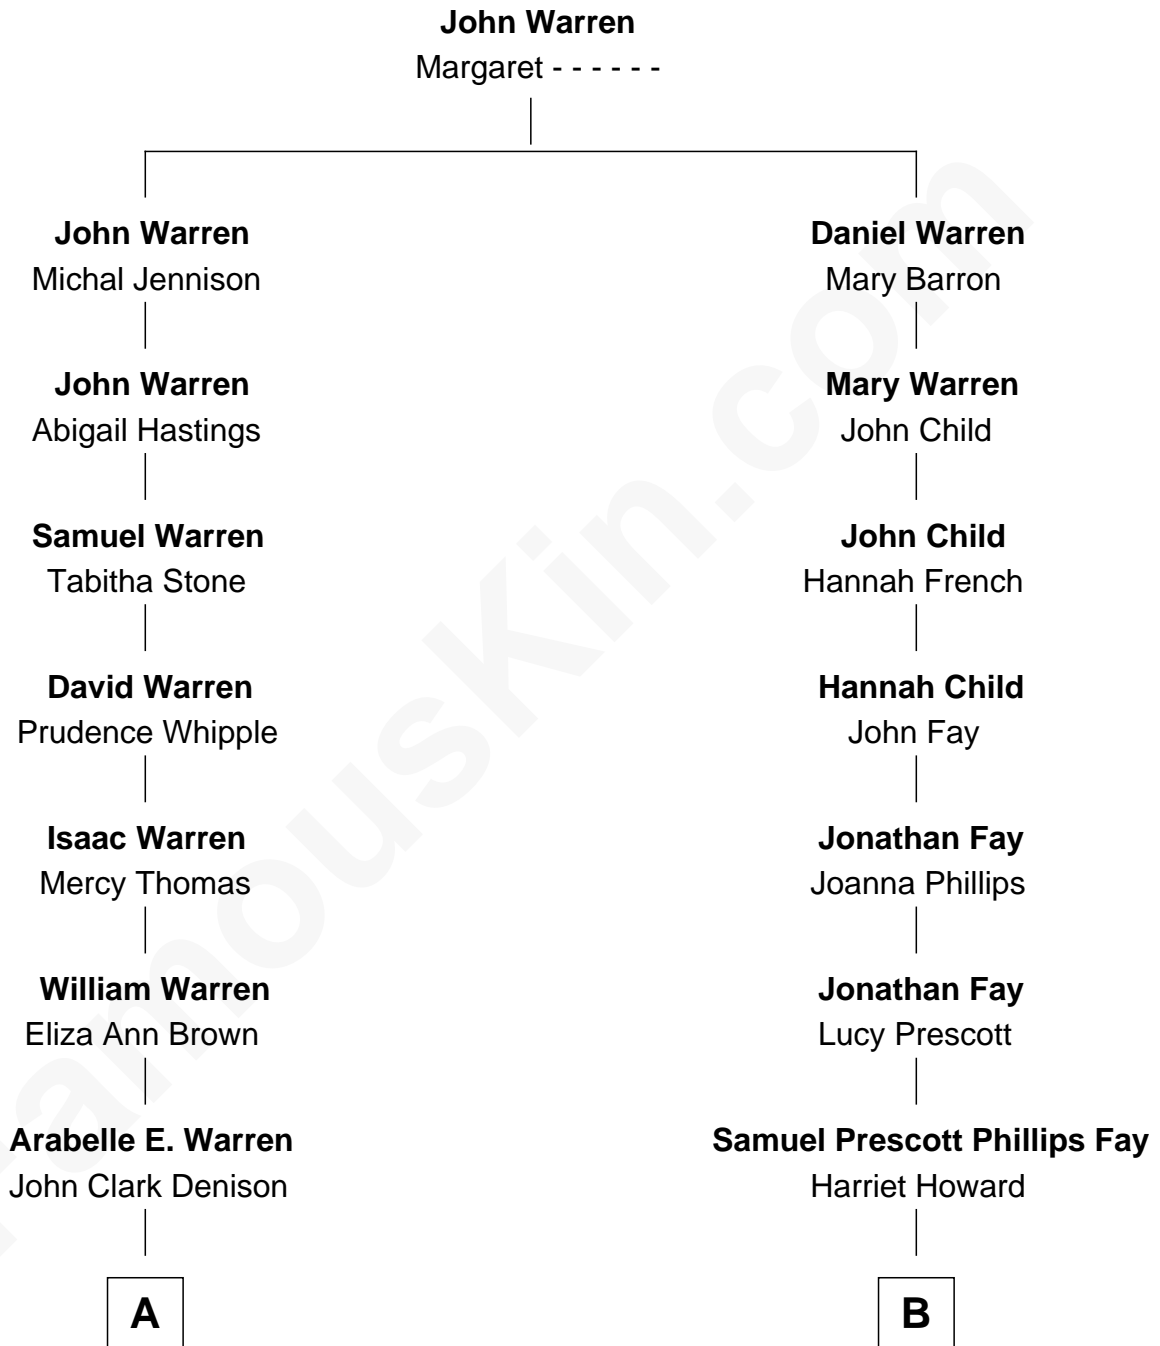 John Warren
Margaret - - - - - -
John Warren
Michal Jennison
Daniel Warren
Mary Barron
John Warren
Abigail Hastings
Mary Warren
John Child
Samuel Warren
Tabitha Stone
John Child
Hannah French
David Warren
Prudence Whipple
Hannah Child
John Fay
Isaac Warren
Mercy Thomas
Jonathan Fay
Joanna Phillips
William Warren
Eliza Ann Brown
Jonathan Fay
Lucy Prescott
Arabelle E. Warren
John Clark Denison
Samuel Prescott Phillips Fay
Harriet Howard
A
B
FamousKin.com